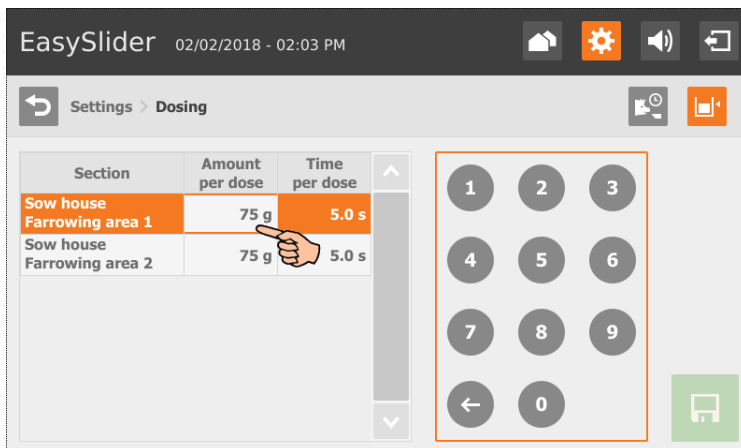 EasySlider 02/02/2018 - 02:03 PM
Settings > Dosing
Section Amount per dose Time per dose
Sow house
Farrowing area 1 75 g 5.0 s
Sow house
Farrowing area 2 75 g 5.0 s
1 2 3
4 5 6
7 8 9
← 0